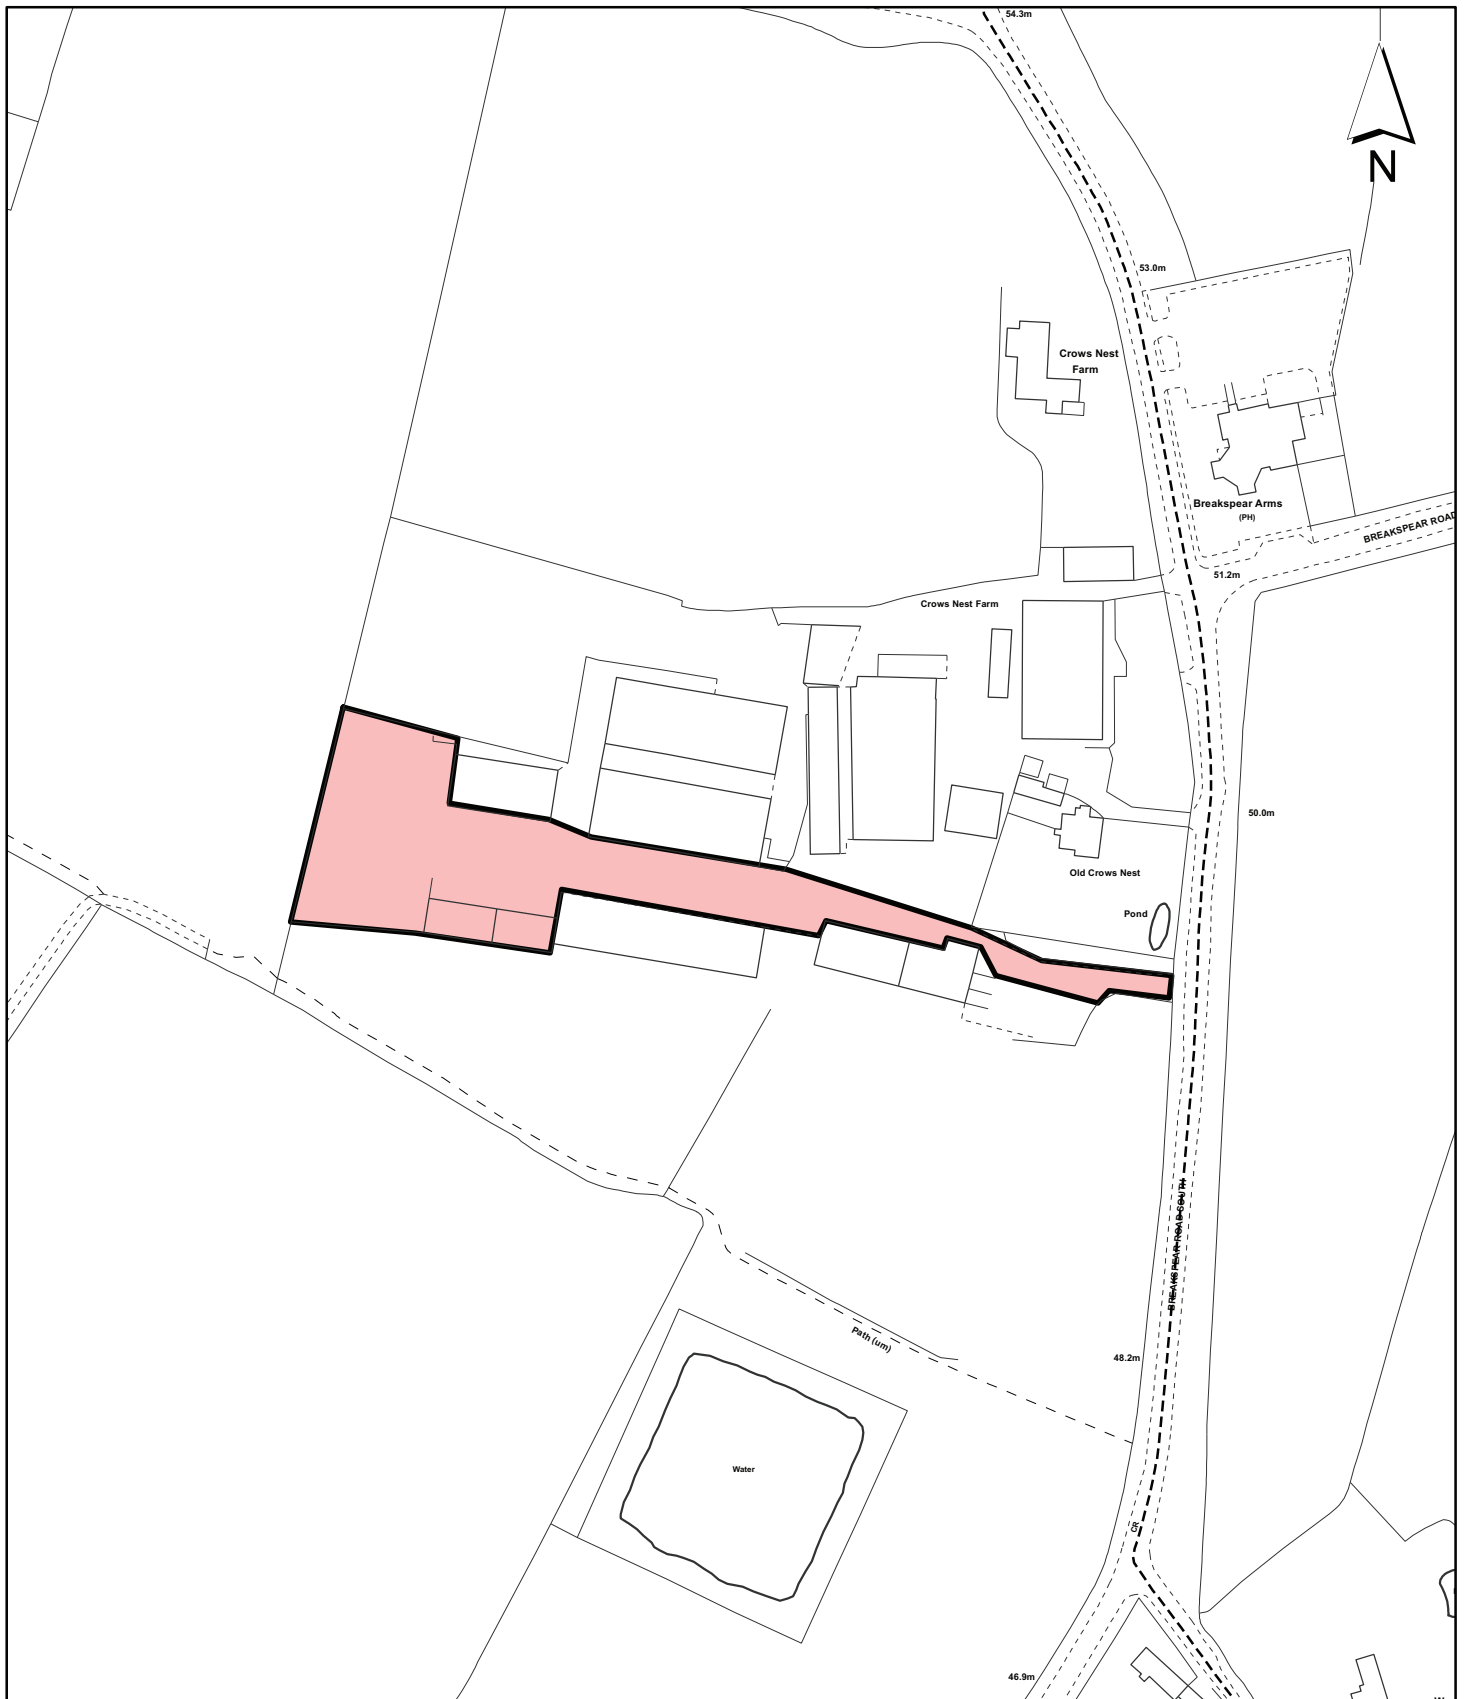 54.3m
N
53.0m
Crows Nest
Farm
Breakspear Arms
(PH)
BREAKSPEAR ROAD
51.2m
Crows Nest Farm
50.0m
Old Crows Nest
Pond
BREAKSPEAR ROAD SOUTH
Path (um)
48.2m
Water
CR
46.9m